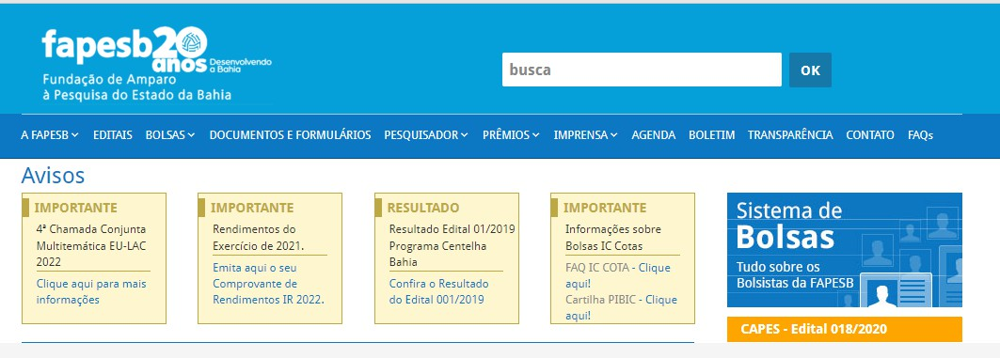 fapesb20
anos
Desenvolvendo
a Bahia
Fundação de Amparo
à Pesquisa do Estado da Bahia
busca
OK
A FAPESB EDITAIS BOLSAS DOCUMENTOS E FORMULÁRIOS PESQUISADOR PRÊMIOS IMPRENSA AGENDA BOLETIM TRANSPARÊNCIA CONTATO FAQs
Avisos
IMPORTANTE
4ª Chamada Conjunta
Multitemática EU-LAC
2022
Clique aqui para mais
informações
IMPORTANTE
Rendimentos do
Exercício de 2021.
Emita aqui o seu
Comprovante de
Rendimentos IR 2022.
RESULTADO
Resultado Edital 01/2019
Programa Centelha
Bahia
Confira o Resultado
do Edital 001/2019
IMPORTANTE
Informações sobre
Bolsas IC Cotas
FAQ IC COTA - Clique
aqui!
Cartilha PIBIC - Clique
aqui!
Sistema de
Bolsas
Tudo sobre os
Bolsistas da FAPESB
CAPES - Edital 018/2020